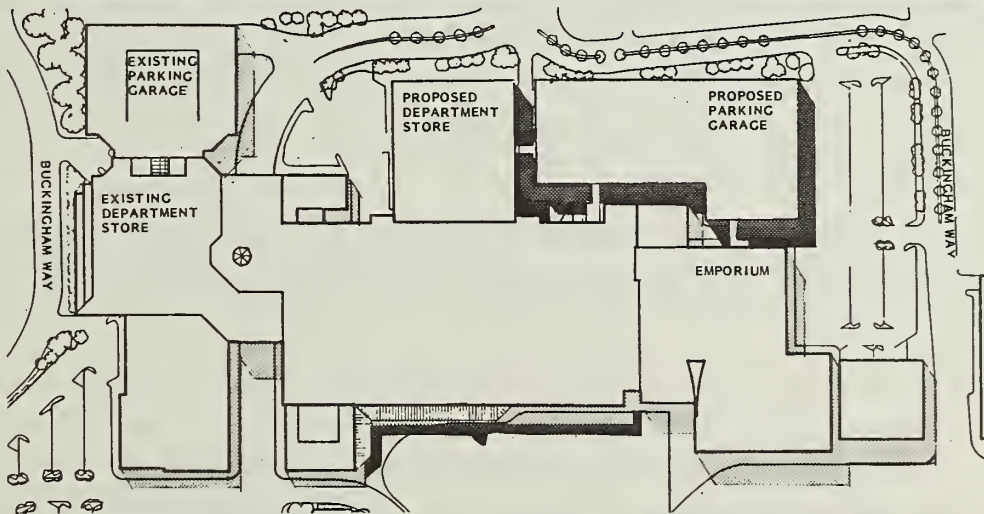 EXISTING
PARKING
GARAGE
PROPOSED
DEPARTMENT
STORE
PROPOSED
PARKING
GARAGE
BUCKINGHAM WAY
EXISTING
DEPARTMENT
STORE
BUCKINGHAM WAY
EMPORIUM